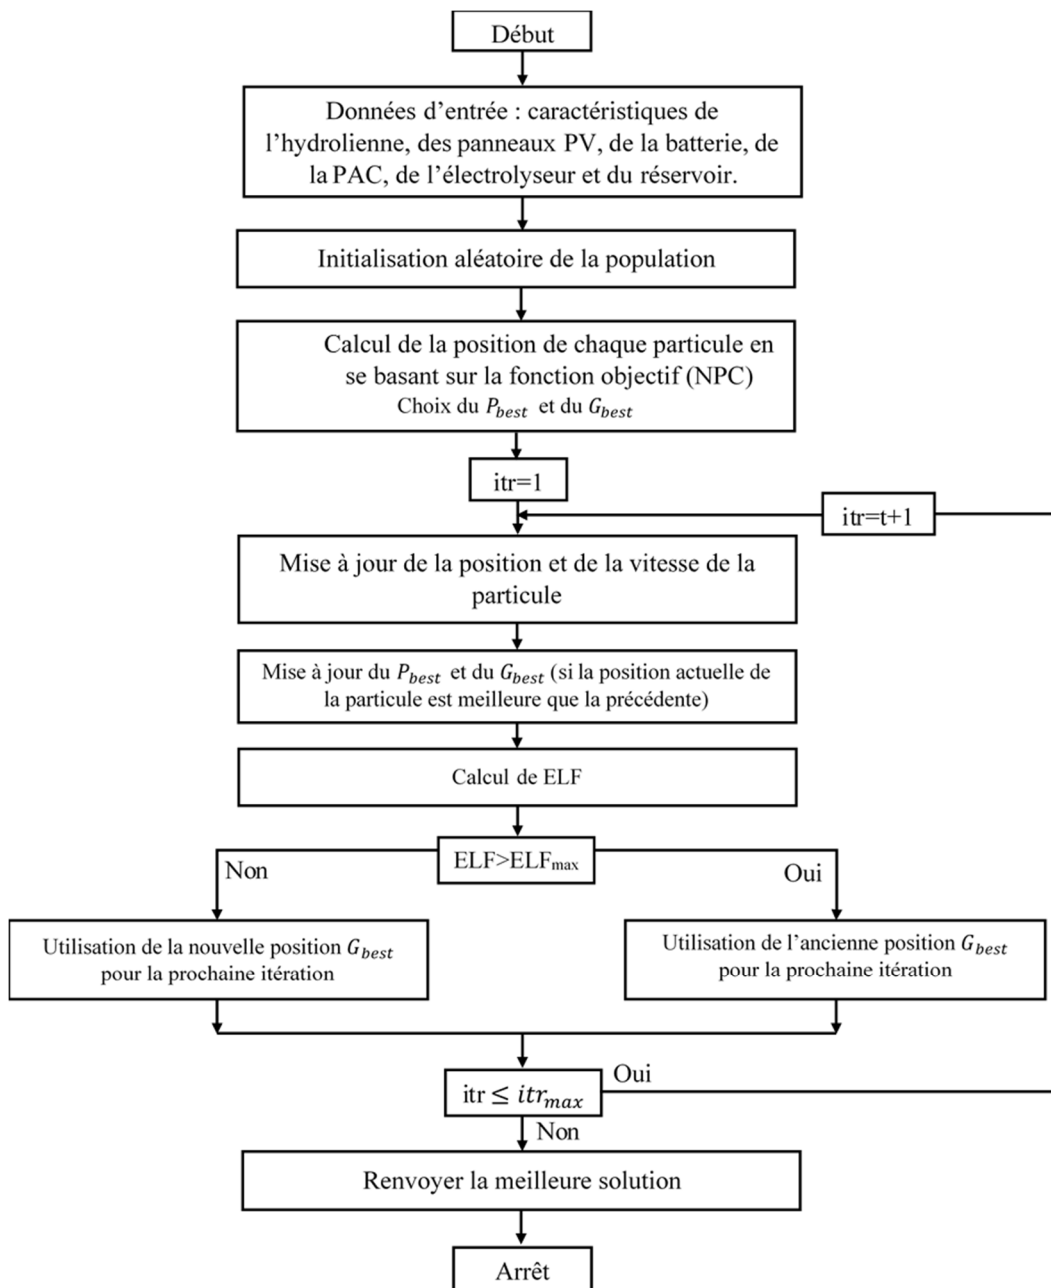 Début
Données d’entrée : caractéristiques de
l’hydrolienne, des panneaux PV, de la batterie, de
la PAC, de l’électrolyseur et du réservoir.
Initialisation aléatoire de la population
Calcul de la position de chaque particule en
se basant sur la fonction objectif (NPC)
Choix du P_best et du G_best
itr=1
itr=t+1
Mise à jour de la position et de la vitesse de la
particule
Mise à jour du P_best et du G_best (si la position actuelle de
la particule est meilleure que la précédente)
Calcul de ELF
ELF>ELF_max
Non
Oui
Utilisation de la nouvelle position G_best
pour la prochaine itération
Utilisation de l’ancienne position G_best
pour la prochaine itération
itr ≤ itr_max
Oui
Non
Renvoyer la meilleure solution
Arrêt